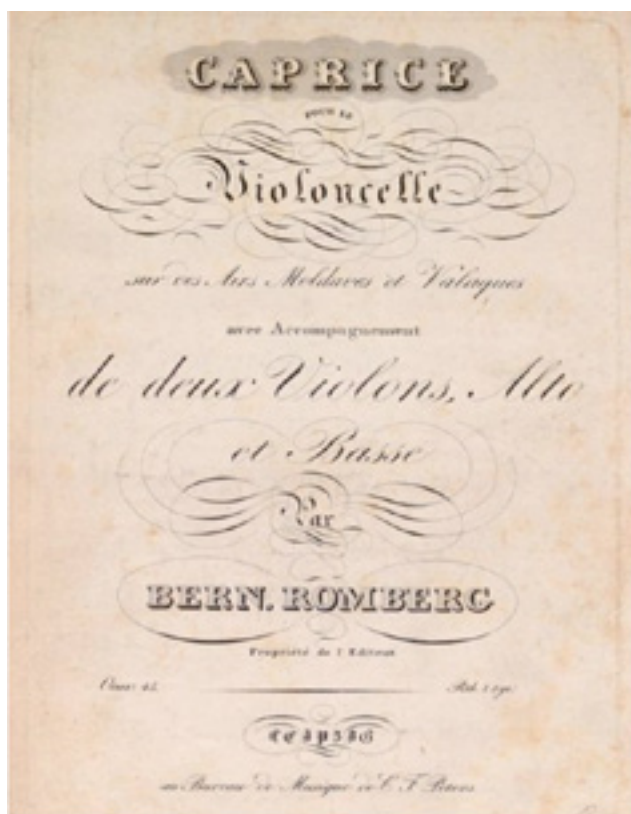 CAPRICE
POUR LE
Violoncelle
sur des Airs Moldaves et Valaques
avec Accompagnement
de deux Violons, Alto
et Basse
Par
BERN. ROMBERG
Propriété de l'Editeur
Oeuv. 45.
LEIPZIG
au Bureau de Musique de C. F. Peters.